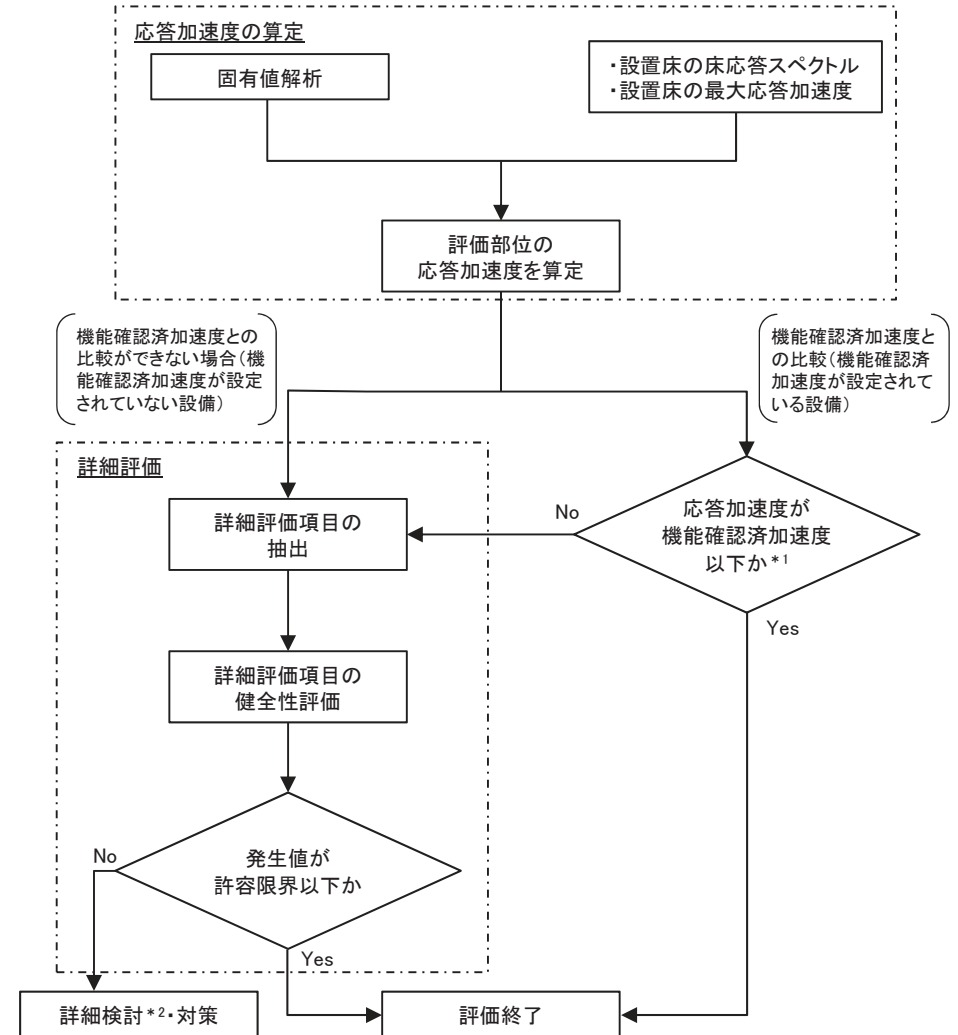 応答加速度の算定
固有値解析
・設置床の床応答スペクトル
・設置床の最大応答加速度
評価部位の
応答加速度を算定
機能確認済加速度との
比較ができない場合(機
能確認済加速度が設定
されていない設備)
機能確認済加速度と
の比較(機能確認済
加速度が設定されて
いる設備)
詳細評価
詳細評価項目の
抽出
No
応答加速度が
機能確認済加速度
以下か*1
Yes
詳細評価項目の
健全性評価
No
発生値が
許容限界以下か
Yes
詳細検討*2・対策
評価終了